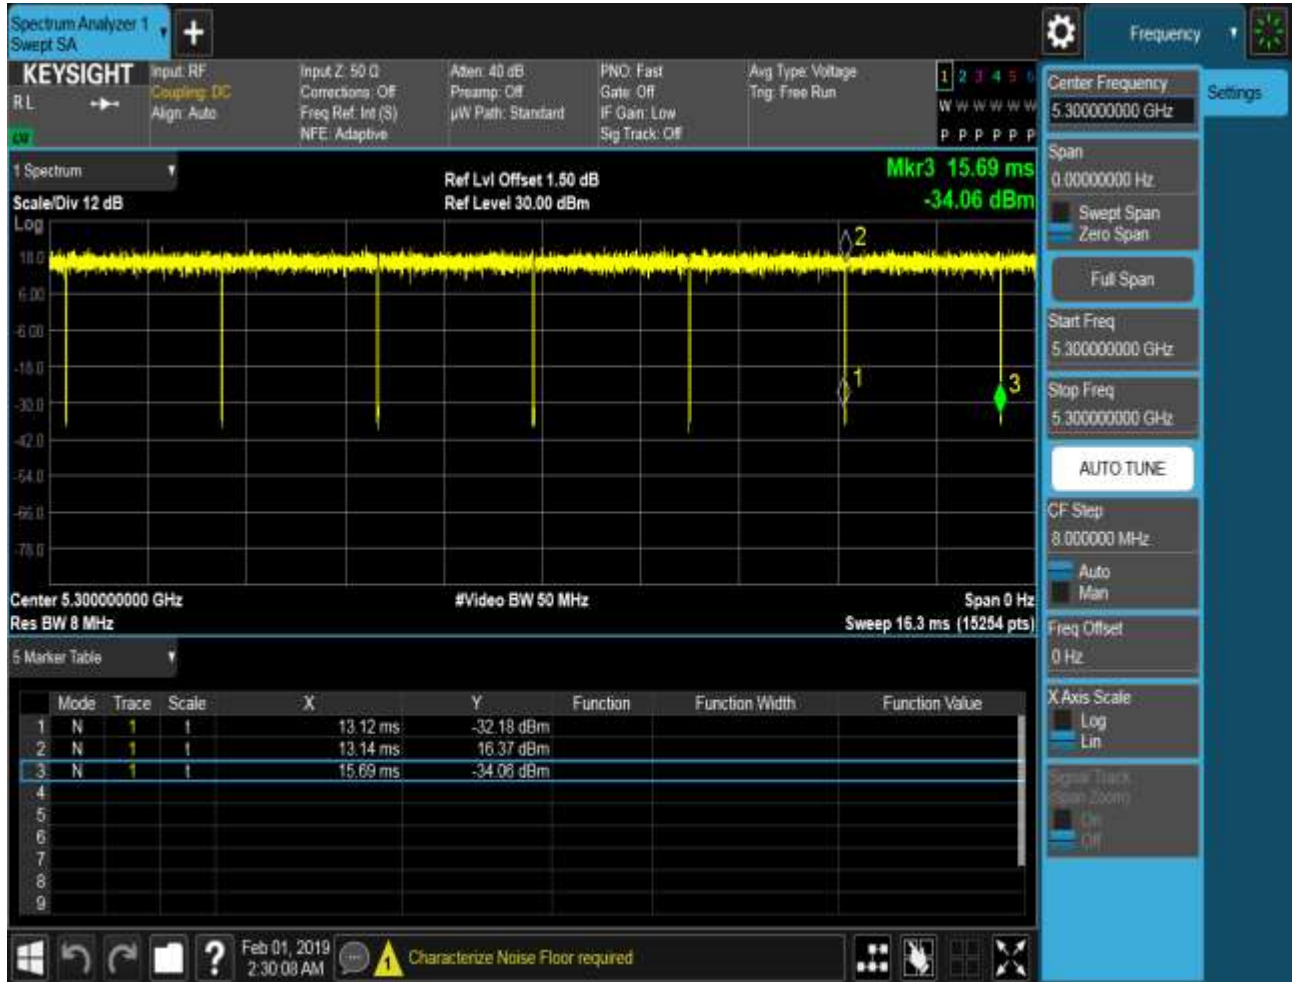 Spectrum Analyzer 1
Swept SA
+
Frequency
KEYSIGHT
RL
Input: RF
Coupling: DC
Align: Auto
Input Z: 50 Ω
Corrections: Off
Freq Ref: Int (S)
NFE: Adaptive
Atten: 40 dB
Preamp: Off
µW Path: Standard
PNO: Fast
Gate: Off
IF Gain: Low
Sig Track: Off
Avg Type: Voltage
Trig: Free Run
1 2 3 4 5 6
W W W W W W
P P P P P P
1 Spectrum
Scale/Div 12 dB
Ref Lvl Offset 1.50 dB
Ref Level 30.00 dBm
Mkr3 15.69 ms
-34.06 dBm
Log
18.0
6.00
-6.00
-18.0
-30.0
-42.0
-54.0
-66.0
-78.0
2
1
3
Center 5.300000000 GHz
Res BW 8 MHz
#Video BW 50 MHz
Span 0 Hz
Sweep 16.3 ms (15254 pts)
5 Marker Table
Mode Trace Scale X Y Function Function Width Function Value
1 N 1 t 13.12 ms -32.18 dBm
2 N 1 t 13.14 ms 16.37 dBm
3 N 1 t 15.69 ms -34.06 dBm
4
5
6
7
8
9
Feb 01, 2019
2:30:08 AM
?
1
Characterize Noise Floor required
Center Frequency
5.300000000 GHz
Settings
Span
0.00000000 Hz
Swept Span
Zero Span
Full Span
Start Freq
5.300000000 GHz
Stop Freq
5.300000000 GHz
AUTO TUNE
CF Step
8.000000 MHz
Auto
Man
Freq Offset
0 Hz
X Axis Scale
Log
Lin
Signal Track
(Span Zoom)
On
Off